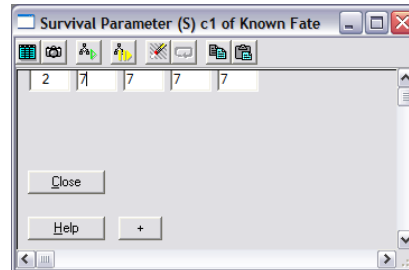 Survival Parameter (S) c1 of Known Fate
2 7 7 7 7
Close
Help +